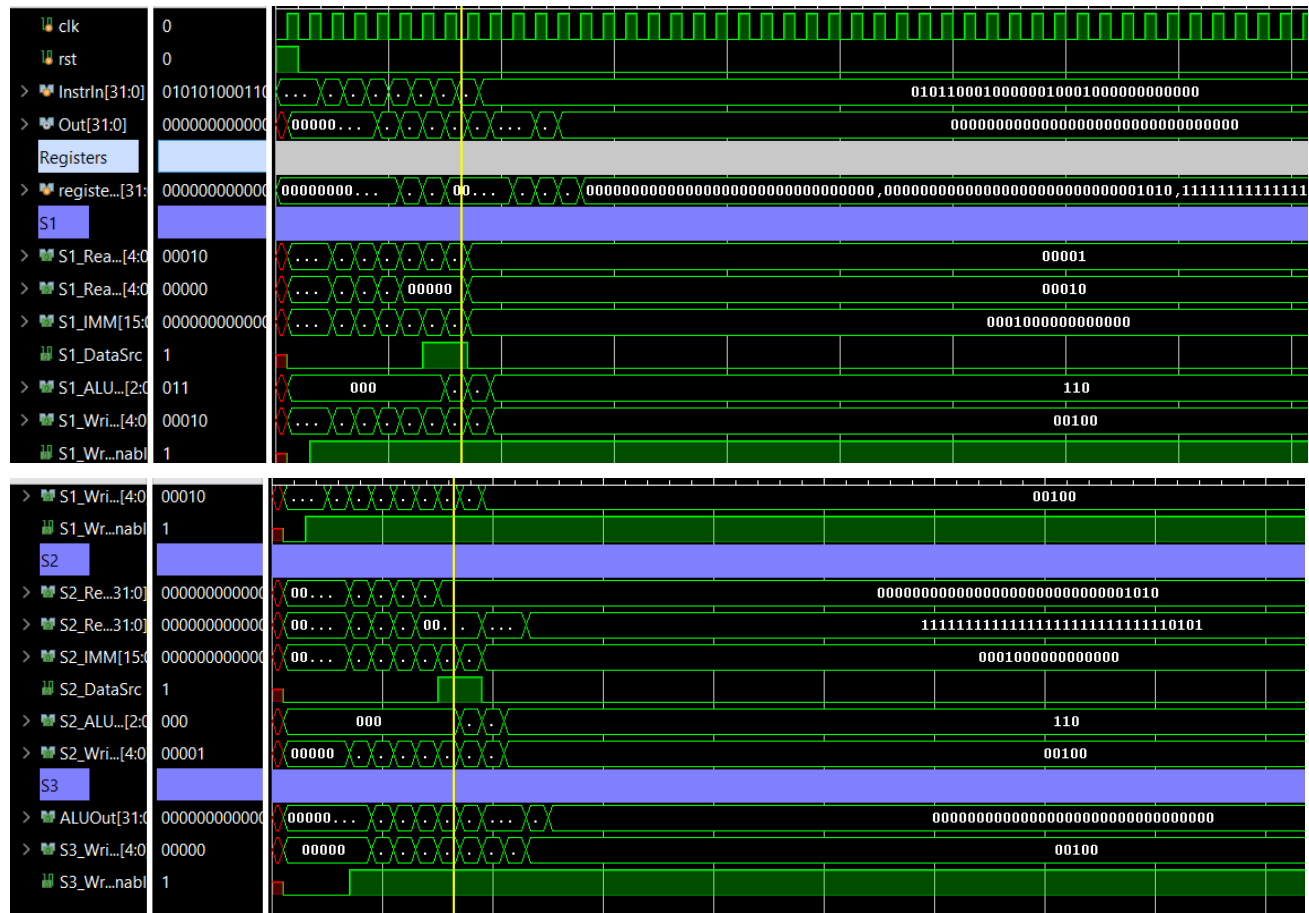 clk 0
rst 0
InstrIn[31:0] 010101000110 ... 01011000100000010001000000000000
Out[31:0] 000000000000 00000... ... 00000000000000000000000000000000
Registers
registe...[31: 000000000000 00000000... 00... 00000000000000000000000000000000,00000000000000000000000000001010,11111111111111
S1
S1_Rea...[4:0 00010 ... 00001
S1_Rea...[4:0 00000 ... 00000 00010
S1_IMM[15:0 000000000000 ... 0001000000000000
S1_DataSrc 1
S1_ALU...[2:0 011 000 110
S1_Wri...[4:0 00010 ... 00100
S1_Wr...nabl 1
S1_Wri...[4:0 00010 ... 00100
S1_Wr...nabl 1
S2
S2_Re...31:0] 000000000000 00... 00000000000000000000000000001010
S2_Re...31:0] 000000000000 00... 00... ... 11111111111111111111111111110101
S2_IMM[15:0 000000000000 00... 0001000000000000
S2_DataSrc 1
S2_ALU...[2:0 000 000 110
S2_Wri...[4:0 00001 00000 00100
S3
ALUOut[31:0 000000000000 00000... ... 00000000000000000000000000000000
S3_Wri...[4:0 00000 00000 00100
S3_Wr...nabl 1